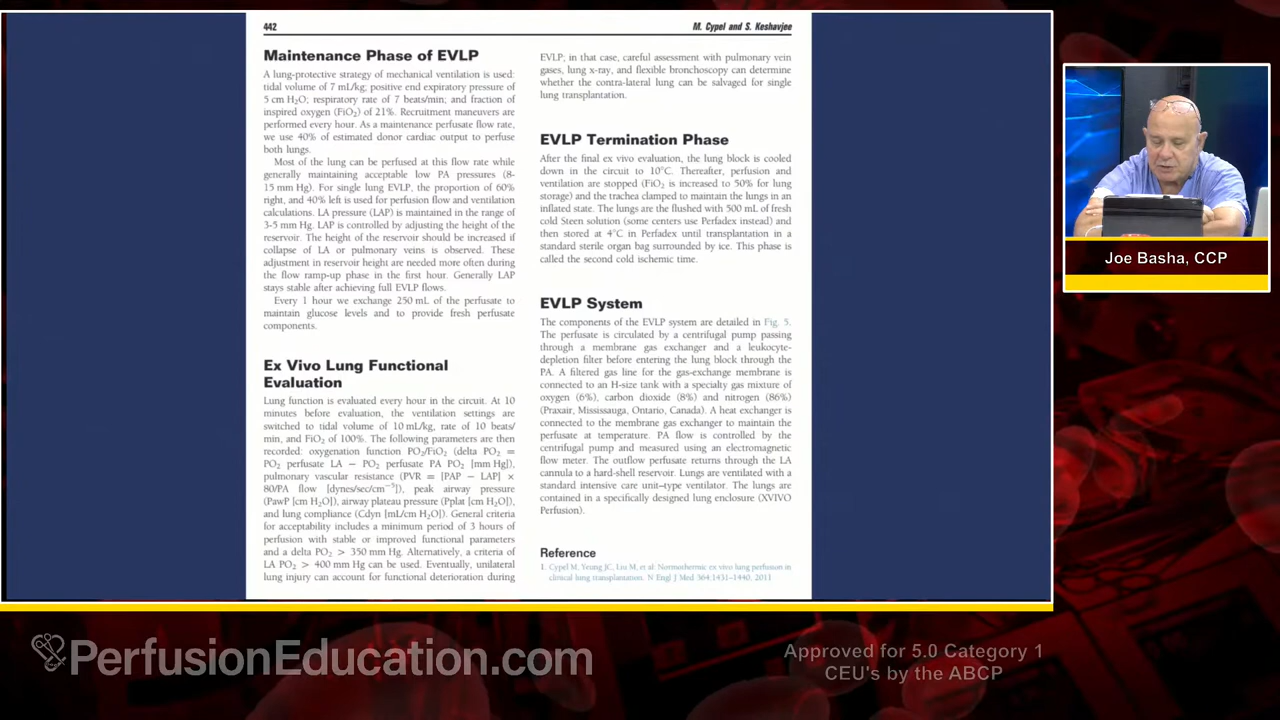 442
M. Cypel and S. Keshavjee
Maintenance Phase of EVLP
A lung-protective strategy of mechanical ventilation is used:
tidal volume of 7 mL/kg, positive end expiratory pressure of
5 cm H2O; respiratory rate of 7 beats/min; and fraction of
inspired oxygen (FiO2) of 21%. Recruitment maneuvers are
performed every hour. As a maintenance perfusate flow rate,
we use 40% of estimated donor cardiac output to perfuse
both lungs.
Most of the lung can be perfused at this flow rate while
generally maintaining acceptable low PA pressures (8-
15 mm Hg). For single lung EVLP, the proportion of 60%
right, and 40% left is used for perfusion flow and ventilation
calculations. LA pressure (LAP) is maintained in the range of
3-5 mm Hg. LAP is controlled by adjusting the height of the
reservoir. The height of the reservoir should be increased if
collapse of LA or pulmonary veins is observed. These
adjustment in reservoir height are needed more often during
the flow ramp-up phase in the first hour. Generally LAP
stays stable after achieving full EVLP flows.
Every 1 hour we exchange 250 mL of the perfusate to
maintain glucose levels and to provide fresh perfusate
components.
Ex Vivo Lung Functional
Evaluation
Lung function is evaluated every hour in the circuit. At 10
minutes before evaluation, the ventilation settings are
switched to tidal volume of 10 mL/kg, rate of 10 beats/
min, and FiO2 of 100%. The following parameters are then
recorded: oxygenation function PO2/FiO2 (delta PO2 =
PO2 perfusate LA − PO2 perfusate PA PO2 [mm Hg]),
pulmonary vascular resistance (PVR = [PAP − LAP] ×
80/PA flow [dynes/sec/cm−5]), peak airway pressure
(PawP [cm H2O]), airway plateau pressure (Pplat [cm H2O]),
and lung compliance (Cdyn [mL/cm H2O]). General criteria
for acceptability includes a minimum period of 3 hours of
perfusion with stable or improved functional parameters
and a delta PO2 > 350 mm Hg. Alternatively, a criteria of
LA PO2 > 400 mm Hg can be used. Eventually, unilateral
lung injury can account for functional deterioration during
EVLP; in that case, careful assessment with pulmonary vein
gases, lung x-ray, and flexible bronchoscopy can determine
whether the contra-lateral lung can be salvaged for single
lung transplantation.
EVLP Termination Phase
After the final ex vivo evaluation, the lung block is cooled
down in the circuit to 10°C. Thereafter, perfusion and
ventilation are stopped (FiO2 is increased to 50% for lung
storage) and the trachea clamped to maintain the lungs in an
inflated state. The lungs are the flushed with 500 mL of fresh
cold Steen solution (some centers use Perfadex instead) and
then stored at 4°C in Perfadex until transplantation in a
standard sterile organ bag surrounded by ice. This phase is
called the second cold ischemic time.
EVLP System
The components of the EVLP system are detailed in Fig. 5.
The perfusate is circulated by a centrifugal pump passing
through a membrane gas exchanger and a leukocyte-
depletion filter before entering the lung block through the
PA. A filtered gas line for the gas-exchange membrane is
connected to an H-size tank with a specialty gas mixture of
oxygen (6%), carbon dioxide (8%) and nitrogen (86%)
(Praxair, Mississauga, Ontario, Canada). A heat exchanger is
connected to the membrane gas exchanger to maintain the
perfusate at temperature. PA flow is controlled by the
centrifugal pump and measured using an electromagnetic
flow meter. The outflow perfusate returns through the LA
cannula to a hard-shell reservoir. Lungs are ventilated with a
standard intensive care unit–type ventilator. The lungs are
contained in a specifically designed lung enclosure (XVIVO
Perfusion).
Reference
1. Cypel M, Yeung JC, Liu M, et al: Normothermic ex vivo lung perfusion in
clinical lung transplantation. N Engl J Med 364:1431-1440, 2011
Joe Basha, CCP
PerfusionEducation.com
Approved for 5.0 Category 1
CEU's by the ABCP